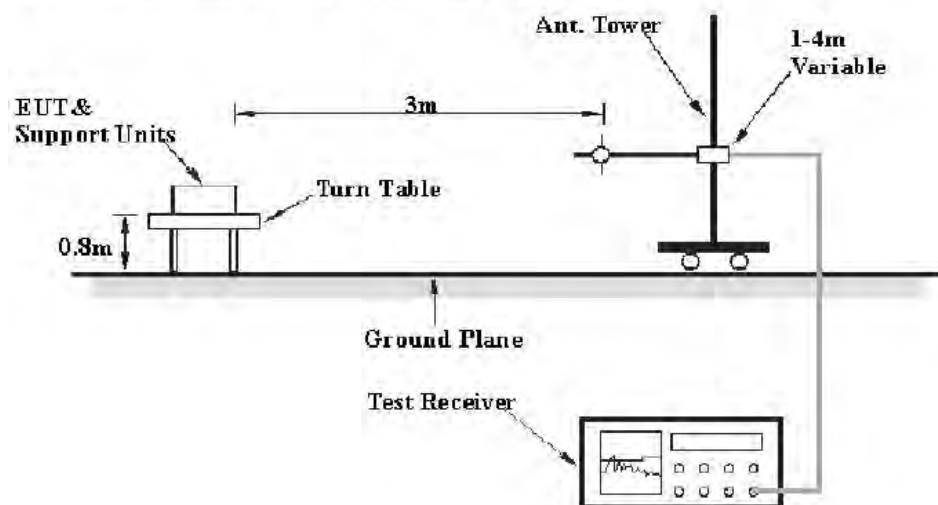 Ant. Tower
1-4m
Variable
3m
EUT&
Support Units
Turn Table
0.8m
Ground Plane
Test Receiver